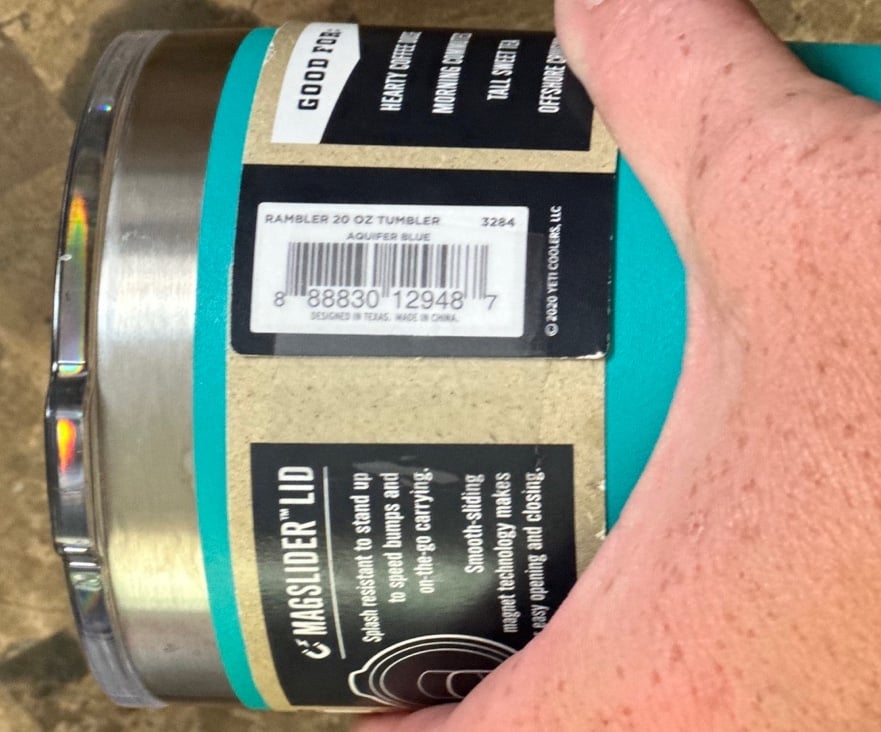 GOOD FOR:
HEARTY COFFEE
MORNING
TALL SWEET TEA
OFFSHORE
RAMBLER 20 OZ TUMBLER 3284
AQUIFER BLUE
8 88830 12948 7
DESIGNED IN TEXAS. MADE IN CHINA.
© 2020 YETI COOLERS, LLC
MAGSLIDER™ LID
Splash resistant to stand up
to speed bumps and
on-the-go carrying.
Smooth-sliding
magnet technology makes
easy opening and closing.